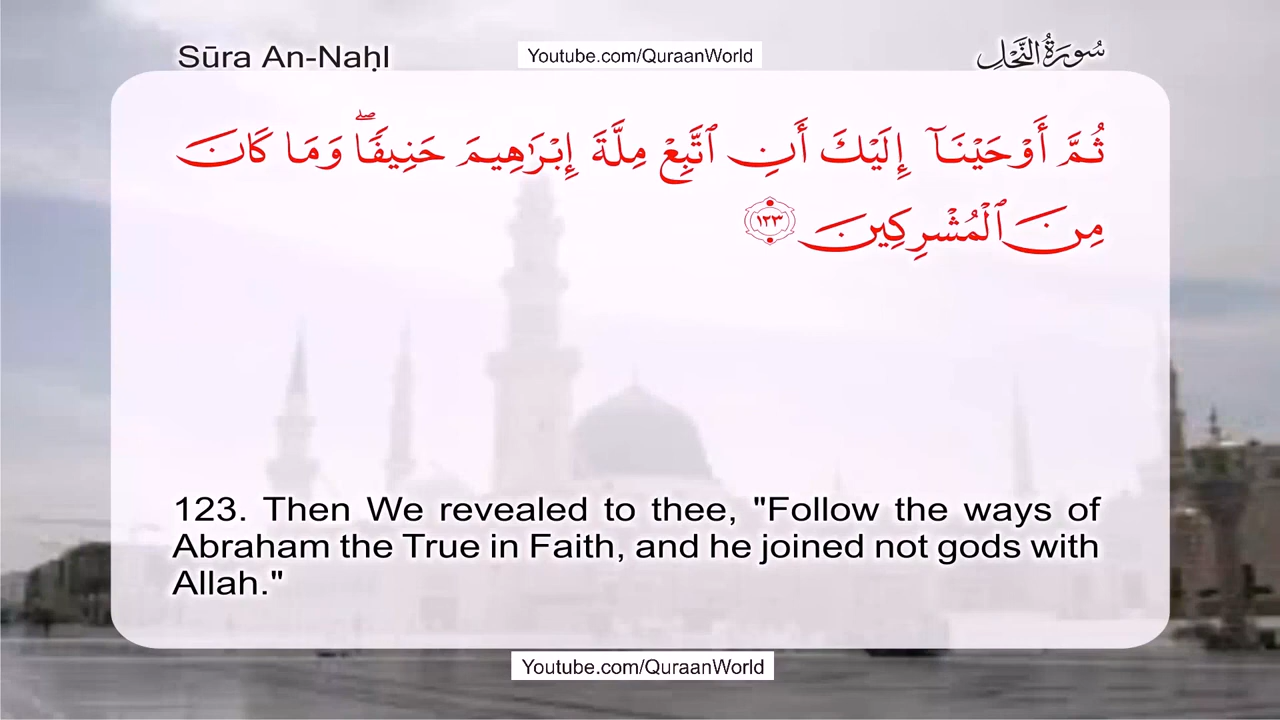 Sūra An-Naḥl
Youtube.com/QuraanWorld
سُورَةُ النَّحْلِ
ثُمَّ أَوْحَيْنَآ إِلَيْكَ أَنِ ٱتَّبِعْ مِلَّةَ إِبْرَٰهِيمَ حَنِيفًا ۖ وَمَا كَانَ
مِنَ ٱلْمُشْرِكِينَ ۝١٢٣
123. Then We revealed to thee, "Follow the ways of
Abraham the True in Faith, and he joined not gods with
Allah."
Youtube.com/QuraanWorld